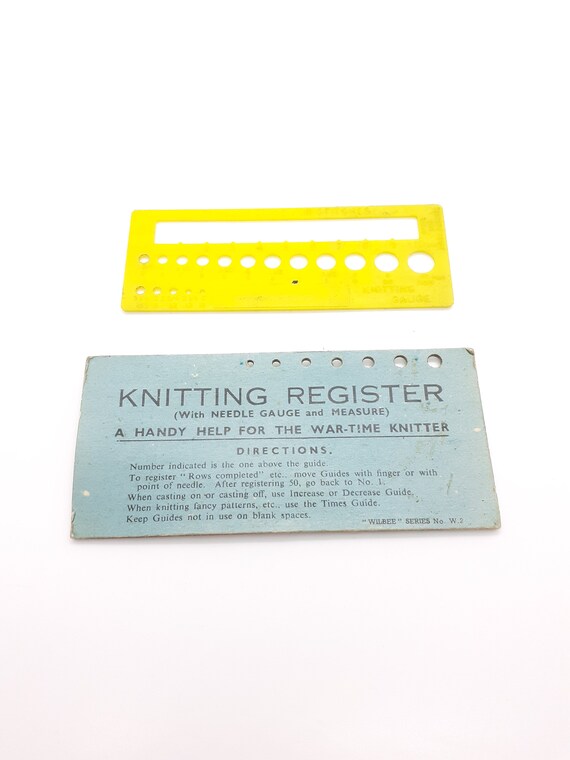 KNITTING
GAUGE
KNITTING REGISTER
(With NEEDLE GAUGE and MEASURE)
A HANDY HELP FOR THE WAR-TIME KNITTER
DIRECTIONS.
Number indicated is the one above the guide.
To register "Rows completed" etc., move Guides with finger or with
point of needle. After registering 50, go back to No. 1.
When casting on or casting off, use Increase or Decrease Guide.
When knitting fancy patterns, etc., use the Times Guide.
Keep Guides not in use on blank spaces.
"WILBEE" SERIES No. W.2